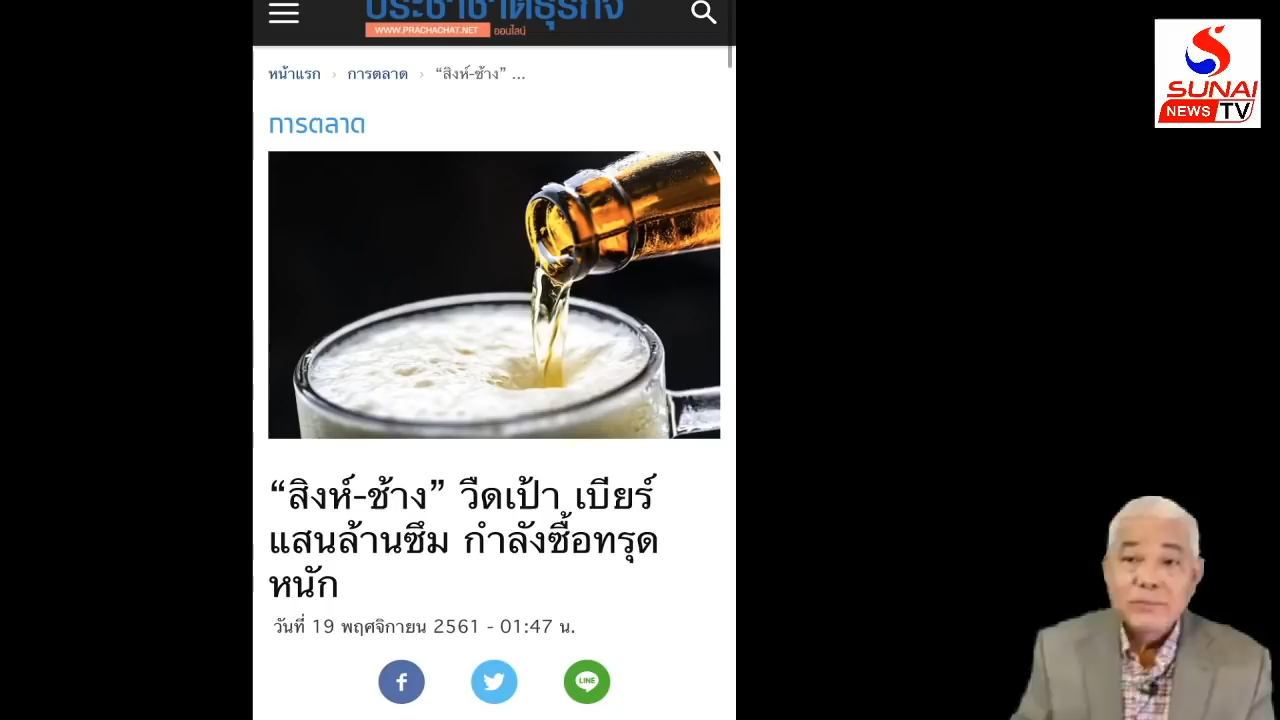 ประชาชาติธุรกิจ
WWW.PRACHACHAT.NET ออนไลน์
SUNAI
NEWS TV
หน้าแรก › การตลาด › “สิงห์-ช้าง” ...
การตลาด
“สิงห์-ช้าง” วืดเป้า เบียร์
แสนล้านซึม กำลังซื้อทรุด
หนัก
วันที่ 19 พฤศจิกายน 2561 - 01:47 น.
LINE